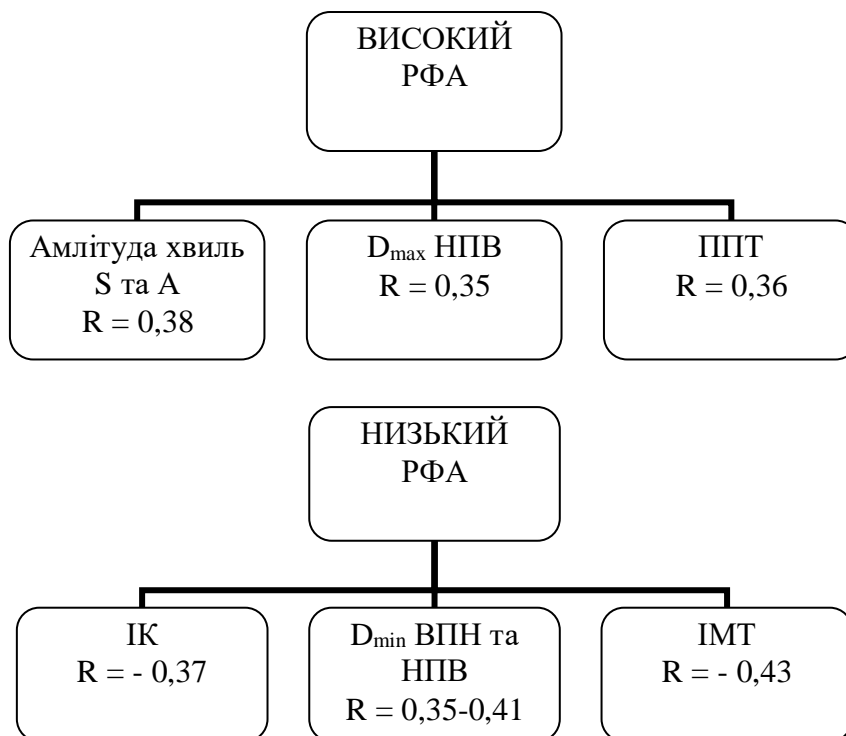 ВИСОКИЙ
РФА
Амлітуда хвиль
S та А
R = 0,38
Dmax НПВ
R = 0,35
ППТ
R = 0,36
НИЗЬКИЙ
РФА
ІК
R = - 0,37
Dmin ВПН та
НПВ
R = 0,35-0,41
ІМТ
R = - 0,43